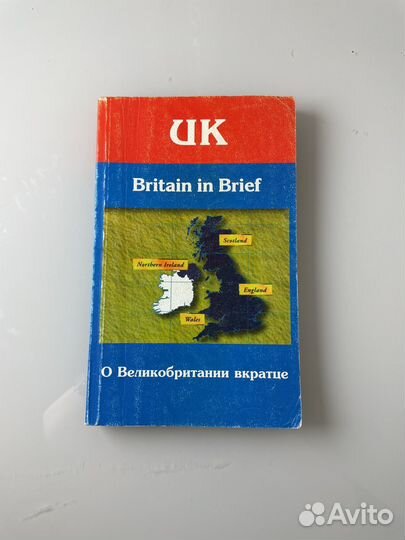 UK
Britain in Brief
Scotland
Northern Ireland
England
Wales
О Великобритании вкратце
Avito